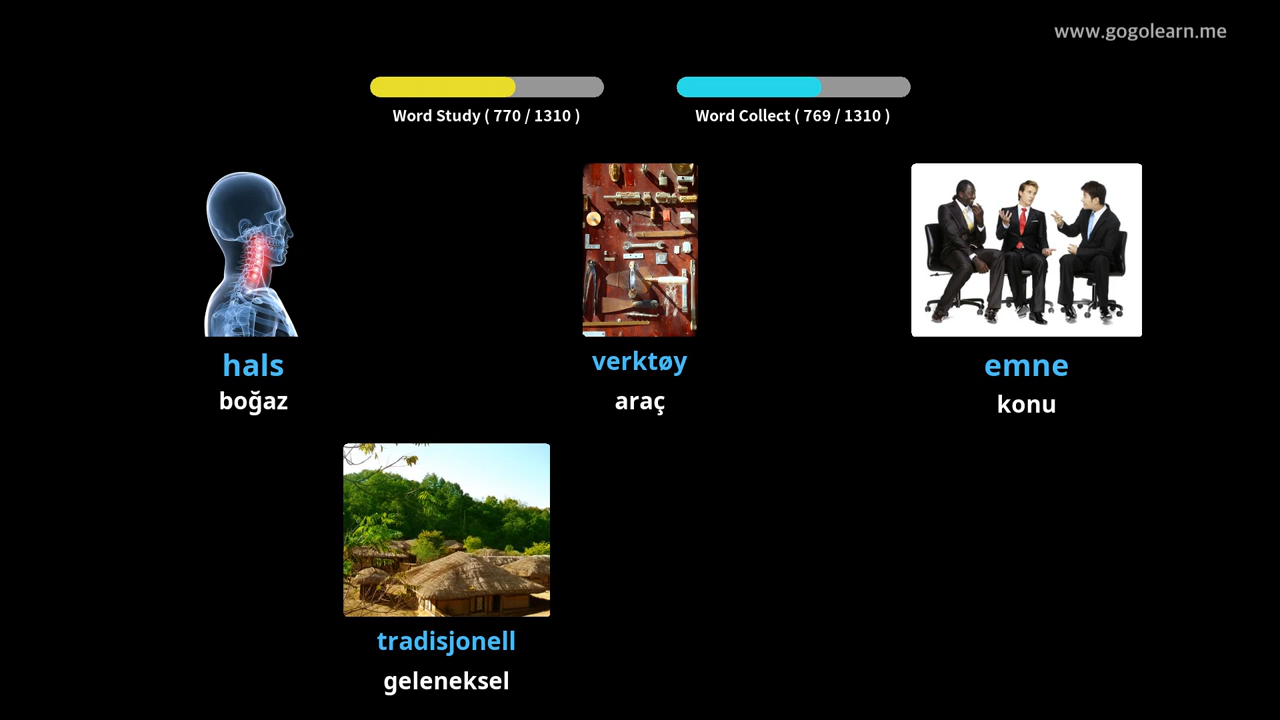 www.gogolearn.me
Word Study ( 770 / 1310 )
Word Collect ( 769 / 1310 )
hals
boğaz
verktøy
araç
emne
konu
tradisjonell
geleneksel